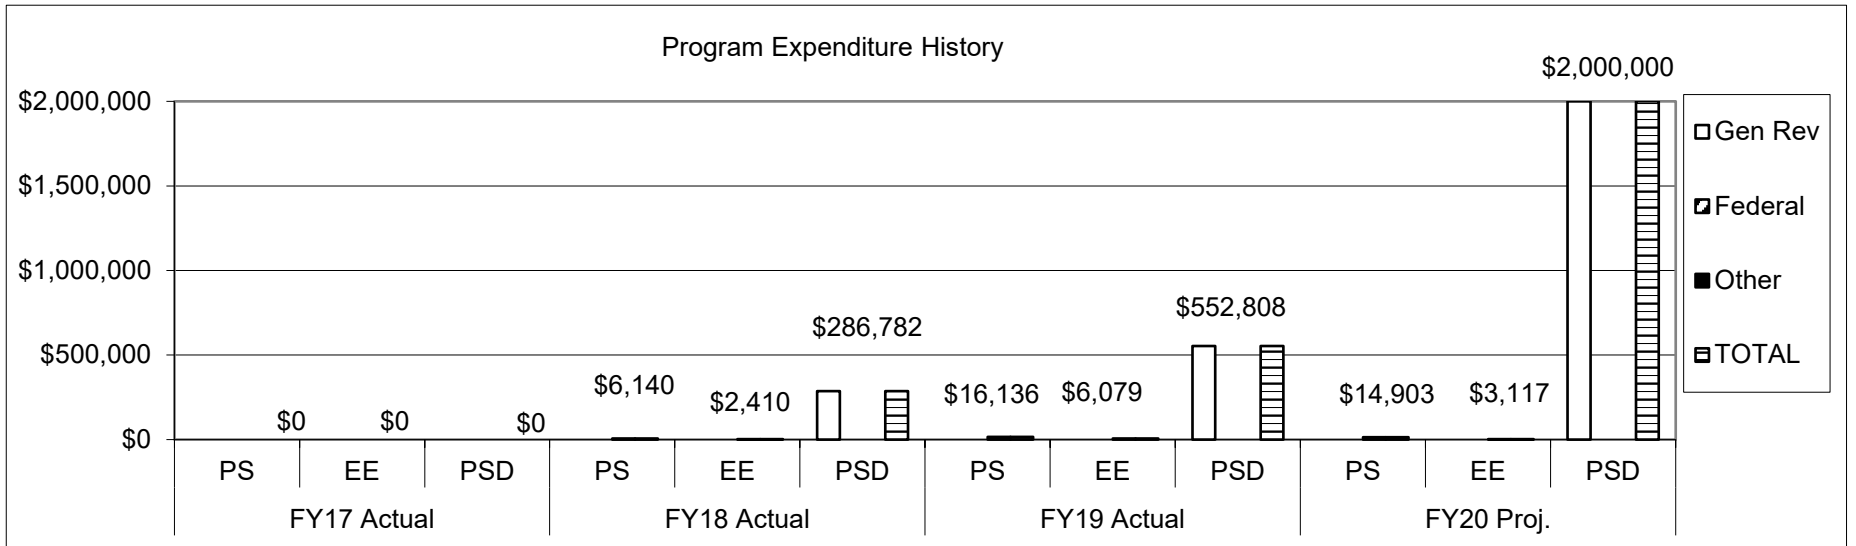 Program Expenditure History
$2,000,000
$2,000,000
$1,500,000
$1,000,000
$500,000
$0
$0
$0
$0
$6,140
$2,410
$286,782
$16,136
$6,079
$552,808
$14,903
$3,117
PS
EE
PSD
PS
EE
PSD
PS
EE
PSD
PS
EE
PSD
FY17 Actual
FY18 Actual
FY19 Actual
FY20 Proj.
Gen Rev
Federal
Other
TOTAL